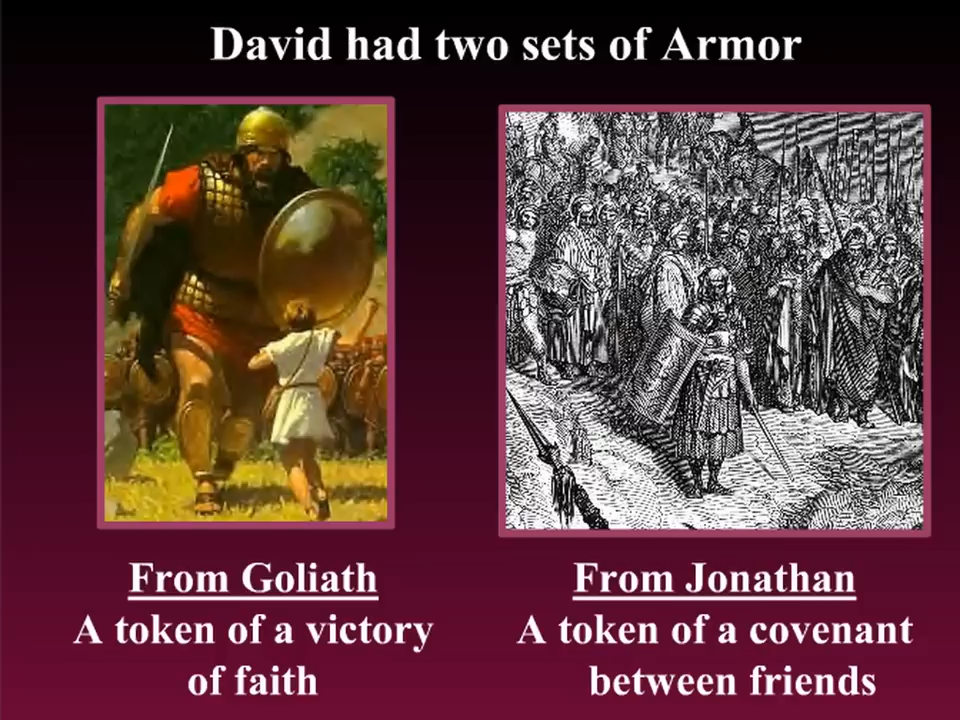 David had two sets of Armor
From Goliath
A token of a victory
of faith
From Jonathan
A token of a covenant
between friends